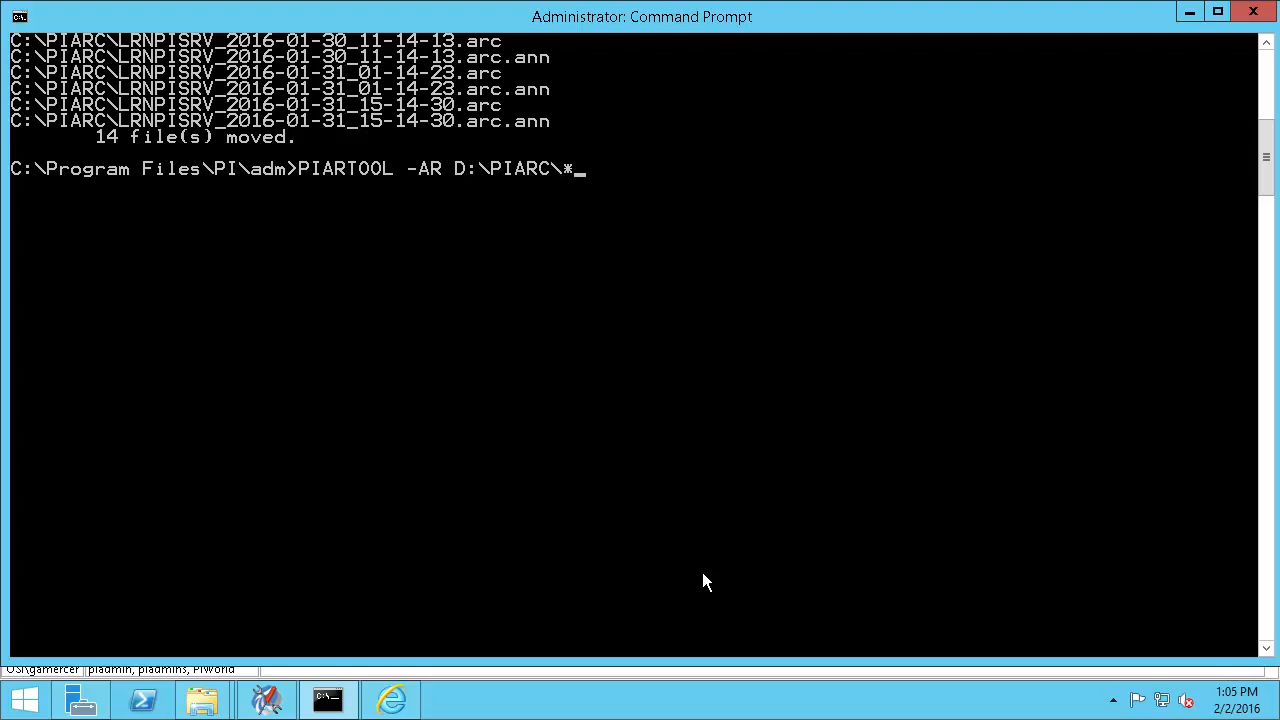 Administrator: Command Prompt
C:\PIARC\LRNPISRV_2016-01-30_11-14-13.arc
C:\PIARC\LRNPISRV_2016-01-30_11-14-13.arc.ann
C:\PIARC\LRNPISRV_2016-01-31_01-14-23.arc
C:\PIARC\LRNPISRV_2016-01-31_01-14-23.arc.ann
C:\PIARC\LRNPISRV_2016-01-31_15-14-30.arc
C:\PIARC\LRNPISRV_2016-01-31_15-14-30.arc.ann
14 file(s) moved.
C:\Program Files\PI\adm>PIARTOOL -AR D:\PIARC\*_
OSI\gamercer piadmin, piadmins, PIWorld
1:05 PM
2/2/2016